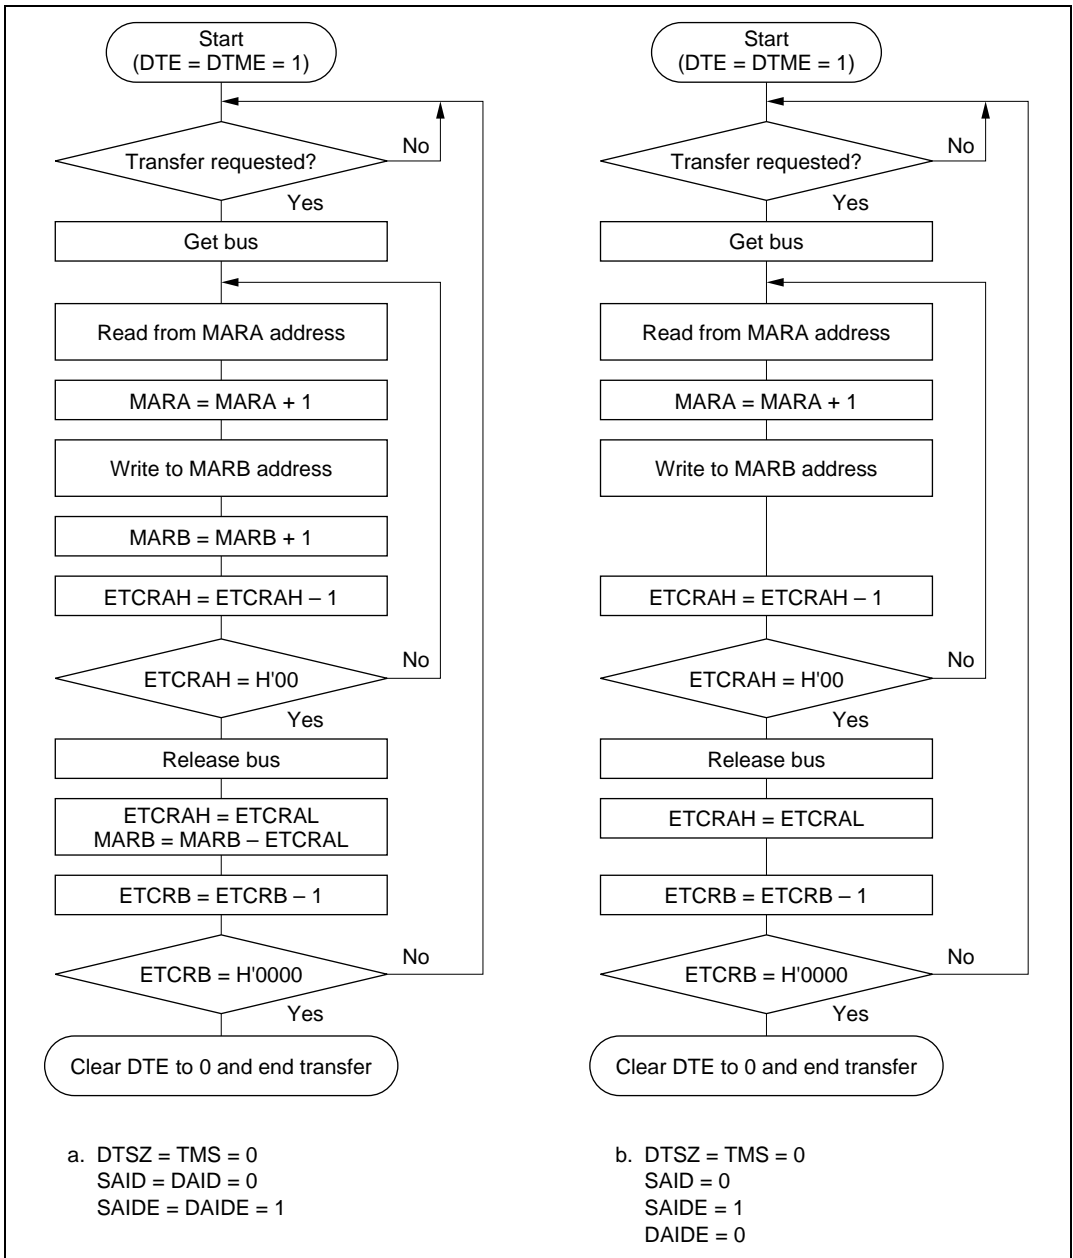 Start
(DTE = DTME = 1)
Transfer requested?
No
Yes
Get bus
Read from MARA address
MARA = MARA + 1
Write to MARB address
MARB = MARB + 1
ETCRAH = ETCRAH – 1
ETCRAH = H'00
No
Yes
Release bus
ETCRAH = ETCRAL
MARB = MARB – ETCRAL
ETCRB = ETCRB – 1
ETCRB = H'0000
No
Yes
Clear DTE to 0 and end transfer
a. DTSZ = TMS = 0
SAID = DAID = 0
SAIDE = DAIDE = 1
Start
(DTE = DTME = 1)
Transfer requested?
No
Yes
Get bus
Read from MARA address
MARA = MARA + 1
Write to MARB address
ETCRAH = ETCRAH – 1
ETCRAH = H'00
No
Yes
Release bus
ETCRAH = ETCRAL
ETCRB = ETCRB – 1
ETCRB = H'0000
No
Yes
Clear DTE to 0 and end transfer
b. DTSZ = TMS = 0
SAID = 0
SAIDE = 1
DAIDE = 0